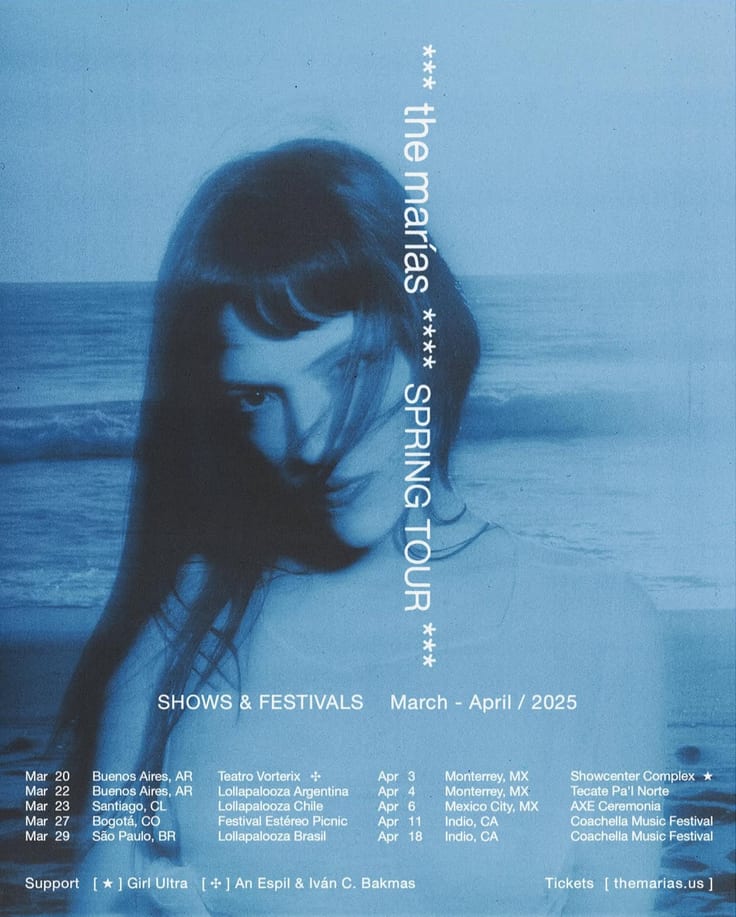 *** the marías **** SPRING TOUR ***
SHOWS & FESTIVALS March - April / 2025
Mar 20 Buenos Aires, AR Teatro Vorterix ✣
Mar 22 Buenos Aires, AR Lollapalooza Argentina
Mar 23 Santiago, CL Lollapalooza Chile
Mar 27 Bogotá, CO Festival Estéreo Picnic
Mar 29 São Paulo, BR Lollapalooza Brasil
Apr 3 Monterrey, MX Showcenter Complex ★
Apr 4 Monterrey, MX Tecate Pa'l Norte
Apr 6 Mexico City, MX AXE Ceremonia
Apr 11 Indio, CA Coachella Music Festival
Apr 18 Indio, CA Coachella Music Festival
Support [ ★ ] Girl Ultra [ ✣ ] An Espil & Iván C. Bakmas
Tickets [ themarias.us ]